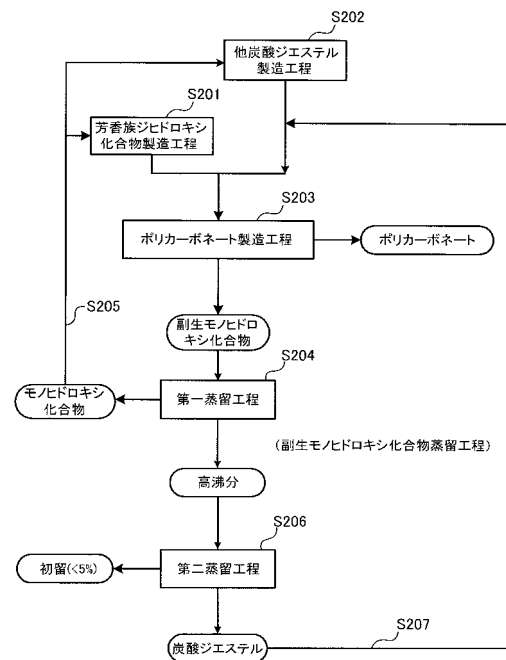 S202
他炭酸ジエステル
製造工程
S201
芳香族ジヒドロキシ
化合物製造工程
S203
ポリカーボネート製造工程
ポリカーボネート
S205
副生モノヒドロ
キシ化合物
S204
モノヒドロキシ
化合物
第一蒸留工程
(副生モノヒドロキシ化合物蒸留工程)
高沸分
S206
初留(<5%)
第二蒸留工程
S207
炭酸ジエステル